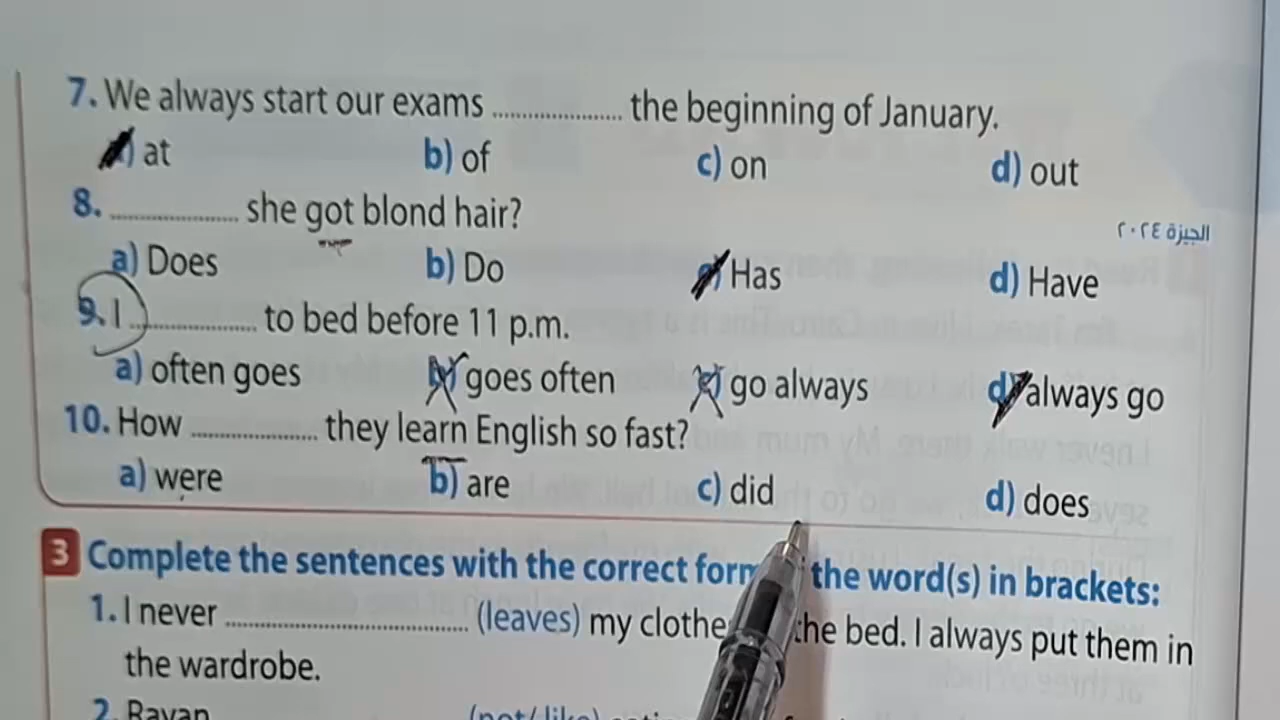 7. We always start our exams .................... the beginning of January.
a) at b) of c) on d) out
8. .................... she got blond hair?
الجيزة ٢٠٢٤
a) Does b) Do c) Has d) Have
9. I .................... to bed before 11 p.m.
a) often goes b) goes often c) go always d) always go
10. How .................... they learn English so fast?
a) were b) are c) did d) does
3 Complete the sentences with the correct form the word(s) in brackets:
1. I never .................... (leaves) my the bed. I always put them in
the wardrobe.
2. Rayan (not/like)